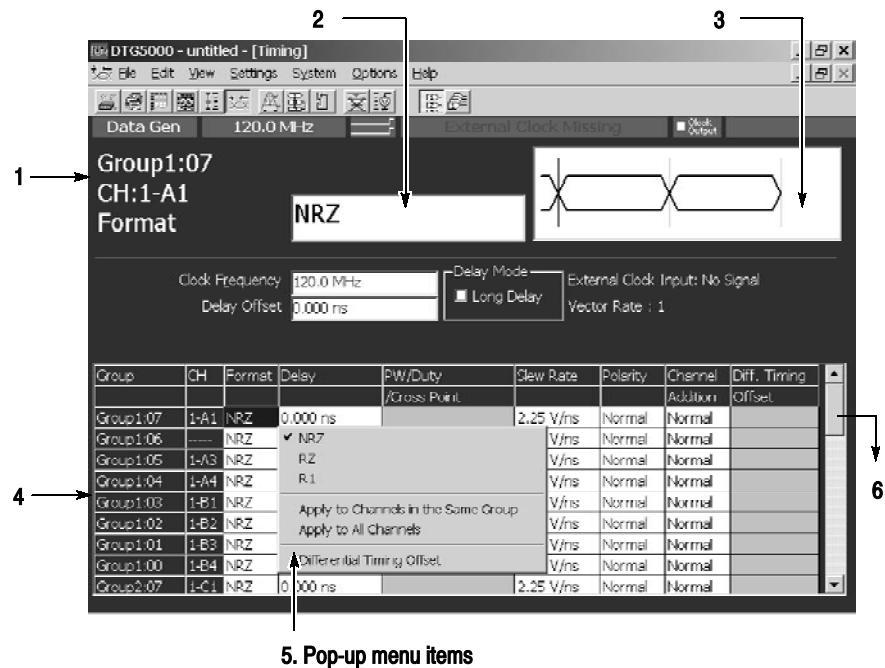 2
3
DTG5000 - untitled - [Timing]
File Edit View Settings System Options Help
Data Gen 120.0 MHz External Clock Missing Clock Output
1
Group1:07
CH:1-A1
Format
NRZ
Clock Frequency 120.0 MHz
Delay Offset 0.000 ns
Delay Mode
Long Delay
External Clock Input: No Signal
Vector Rate : 1
Group CH Format Delay PW/Duty Slew Rate Polarity Channel Diff. Timing
/Cross Point Addition Offset
Group1:07 1-A1 NRZ 0.000 ns 2.25 V/ns Normal Normal
Group1:06 ----- NRZ V/ns Normal Normal
Group1:05 1-A3 NRZ V/ns Normal Normal
Group1:04 1-A4 NRZ V/ns Normal Normal
Group1:03 1-B1 NRZ V/ns Normal Normal
Group1:02 1-B2 NRZ V/ns Normal Normal
Group1:01 1-B3 NRZ V/ns Normal Normal
Group1:00 1-B4 NRZ V/ns Normal Normal
Group2:07 1-C1 NRZ 0.000 ns 2.25 V/ns Normal Normal
✔ NRZ
RZ
R1
Apply to Channels in the Same Group
Apply to All Channels
Differential Timing Offset
4
6
5. Pop-up menu items